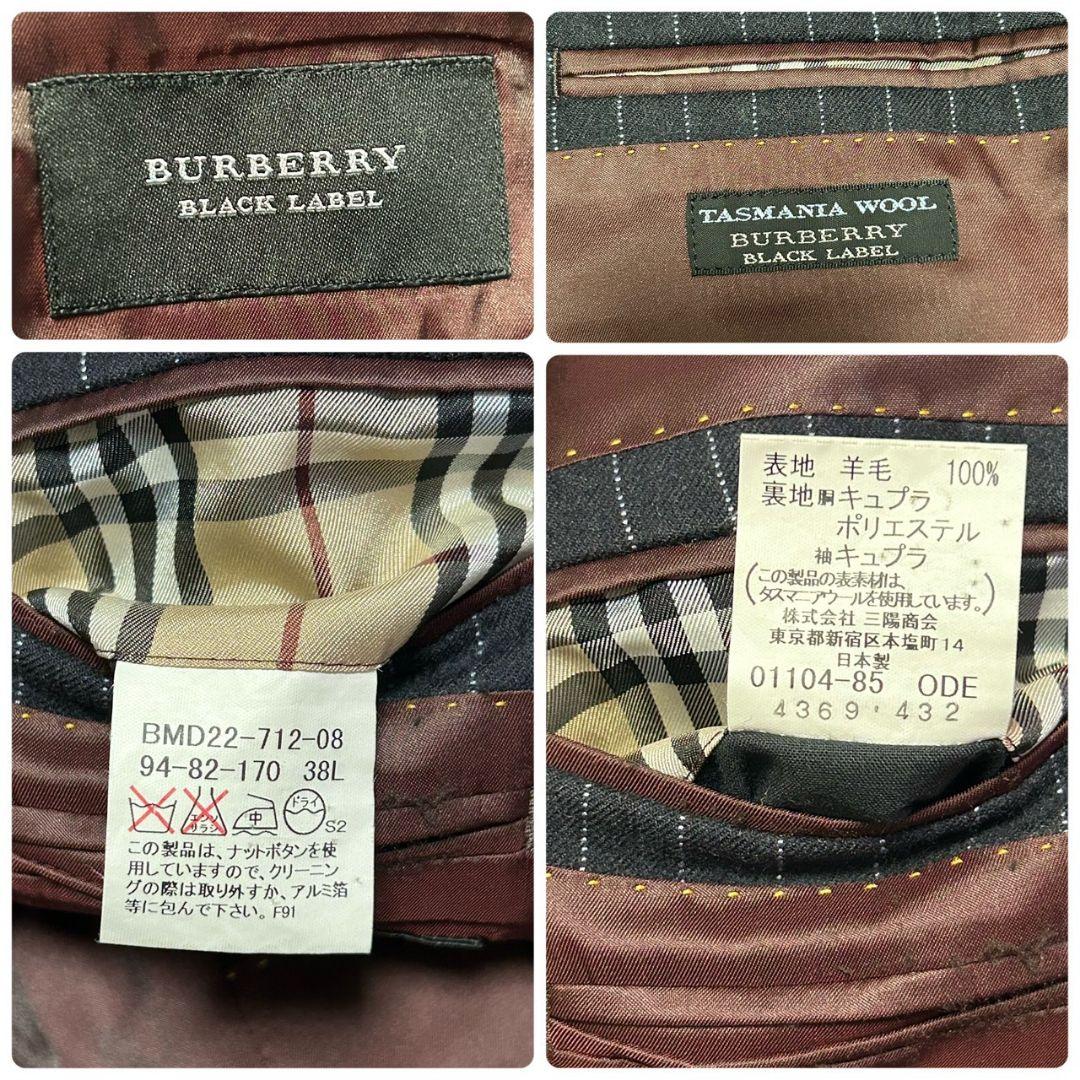 BURBERRY
BLACK LABEL
TASMANIA WOOL
BURBERRY
BLACK LABEL
BMD22-712-08
94-82-170 38L
エンソ サラシ 中 ドライ S2
この製品は、ナットボタンを使
用していますので、クリーニン
グの際は取り外すか、アルミ箔
等に包んで下さい。F91
表地 羊毛 100%
裏地 胴 キュプラ
ポリエステル
袖 キュプラ
(この製品の表素材は、
タスマニアウールを使用しています。)
株式会社 三陽商会
東京都新宿区本塩町14
日本製
01104-85 ODE
4369 432